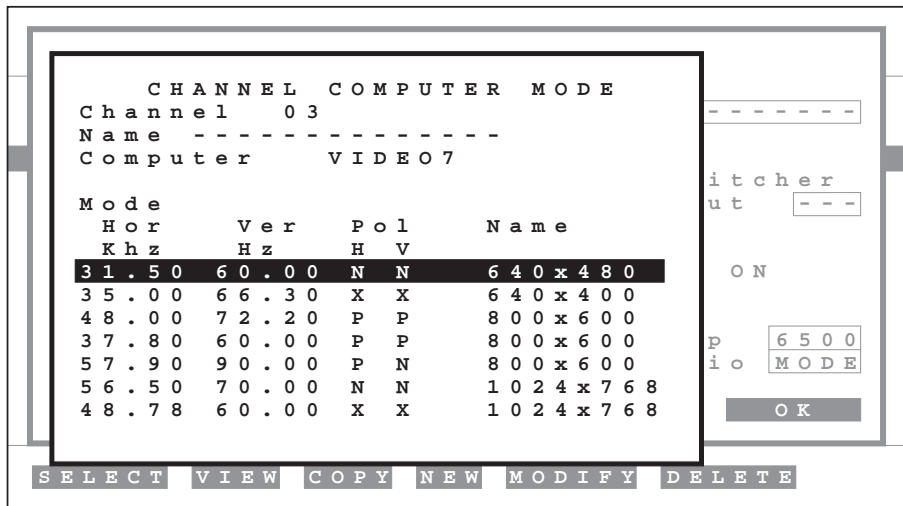 CHANNEL COMPUTER MODE
Channel 03
Name --------------
Computer VIDEO7
Mode
Hor Ver Pol Name
Khz Hz H V
31.50 60.00 N N 640x480
35.00 66.30 X X 640x400
48.00 72.20 P P 800x600
37.80 60.00 P P 800x600
57.90 90.00 P N 800x600
56.50 70.00 N N 1024x768
48.78 60.00 X X 1024x768
-------
itcher
ut ---
ON
p 6500
io MODE
OK
SELECT VIEW COPY NEW MODIFY DELETE